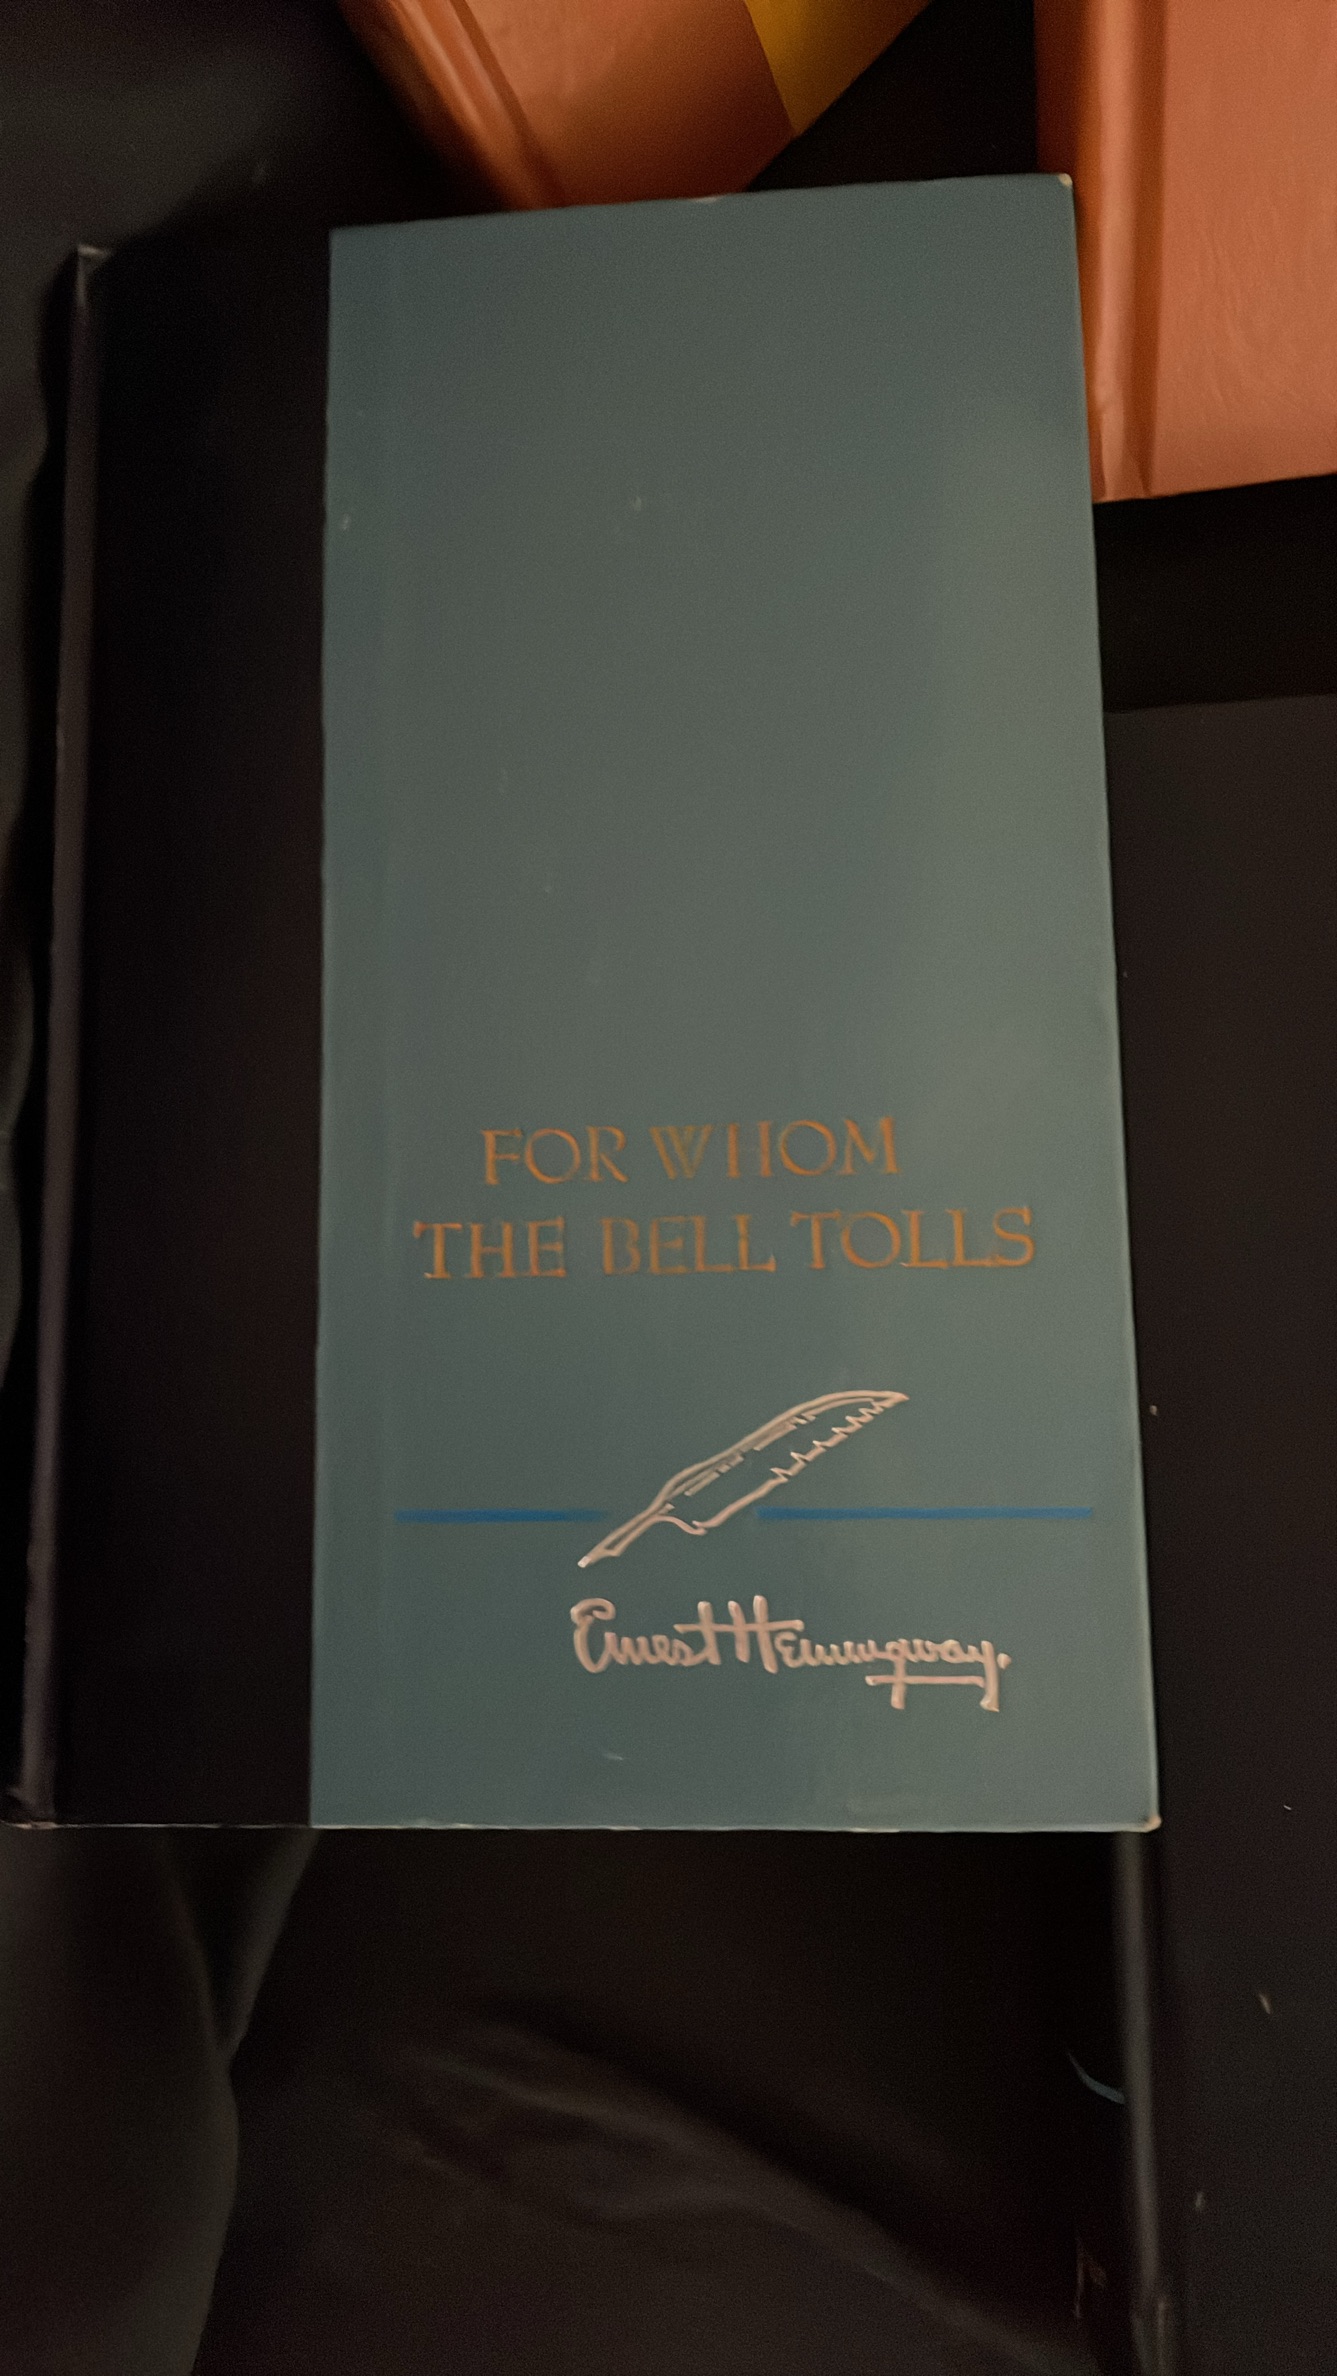 FOR WHOM
THE BELL TOLLS
Ernest Hemingway.